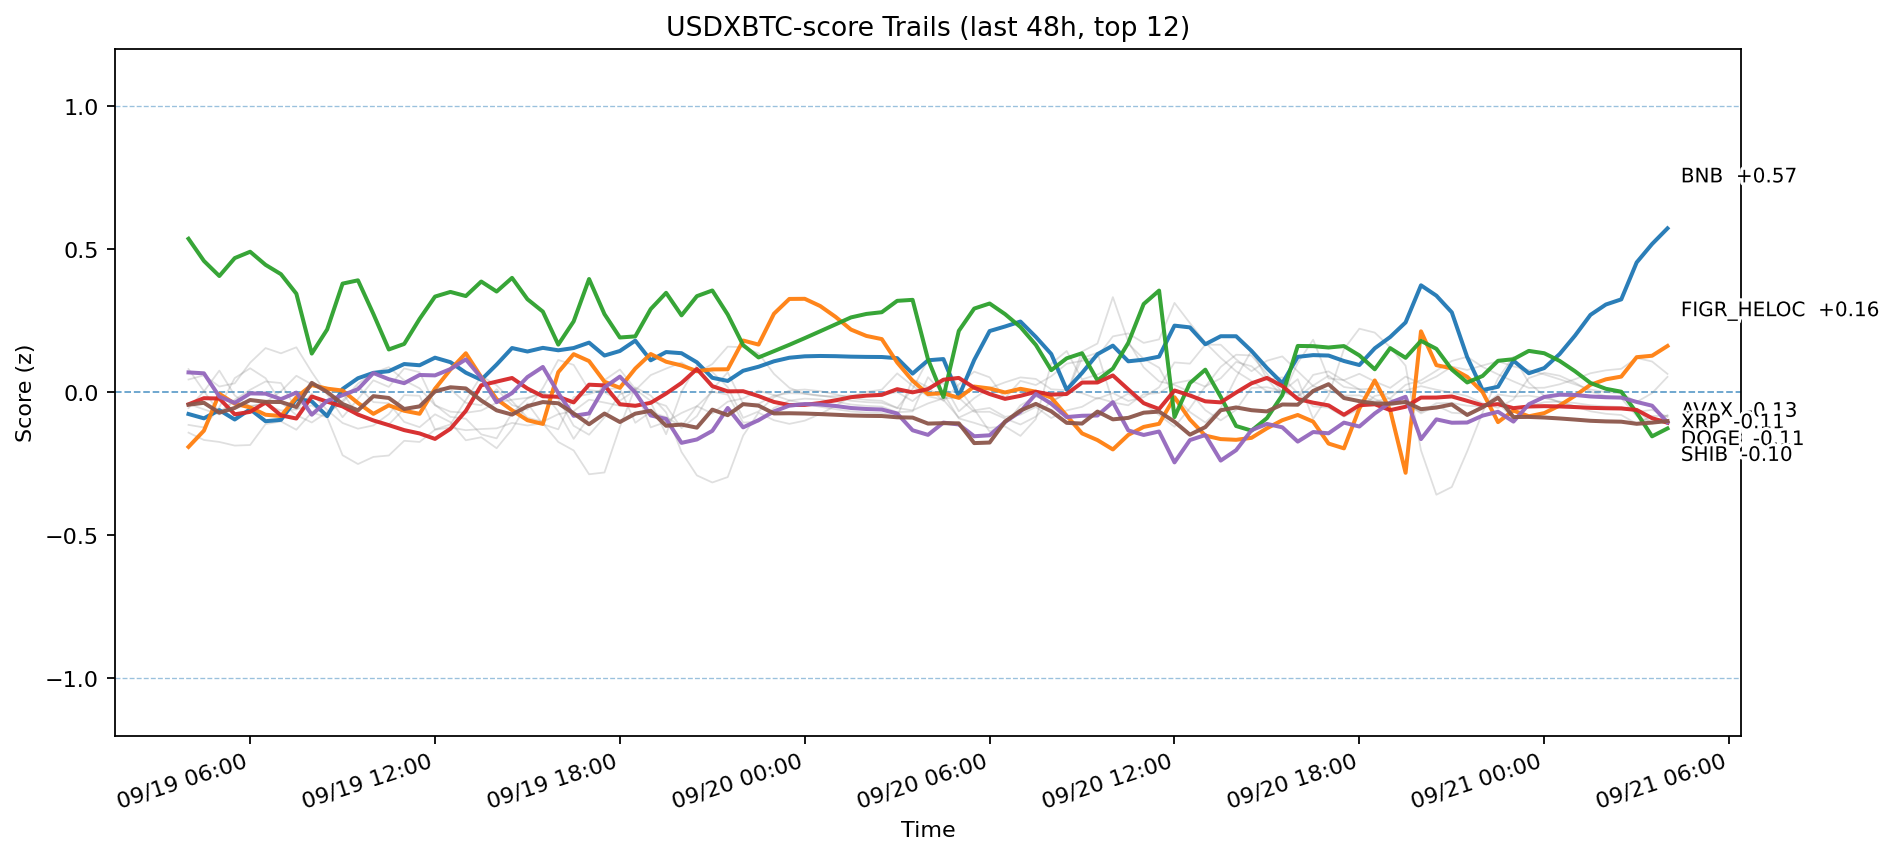 USDXBTC-score Trails (last 48h, top 12)
Score (z)
1.0
0.5
0.0
−0.5
−1.0
BNB +0.57
FIGR_HELOC +0.16
AVAX -0.13
XRP -0.11
DOGE -0.11
SHIB -0.10
09/19 06:00
09/19 12:00
09/19 18:00
09/20 00:00
09/20 06:00
09/20 12:00
09/20 18:00
09/21 00:00
09/21 06:00
Time